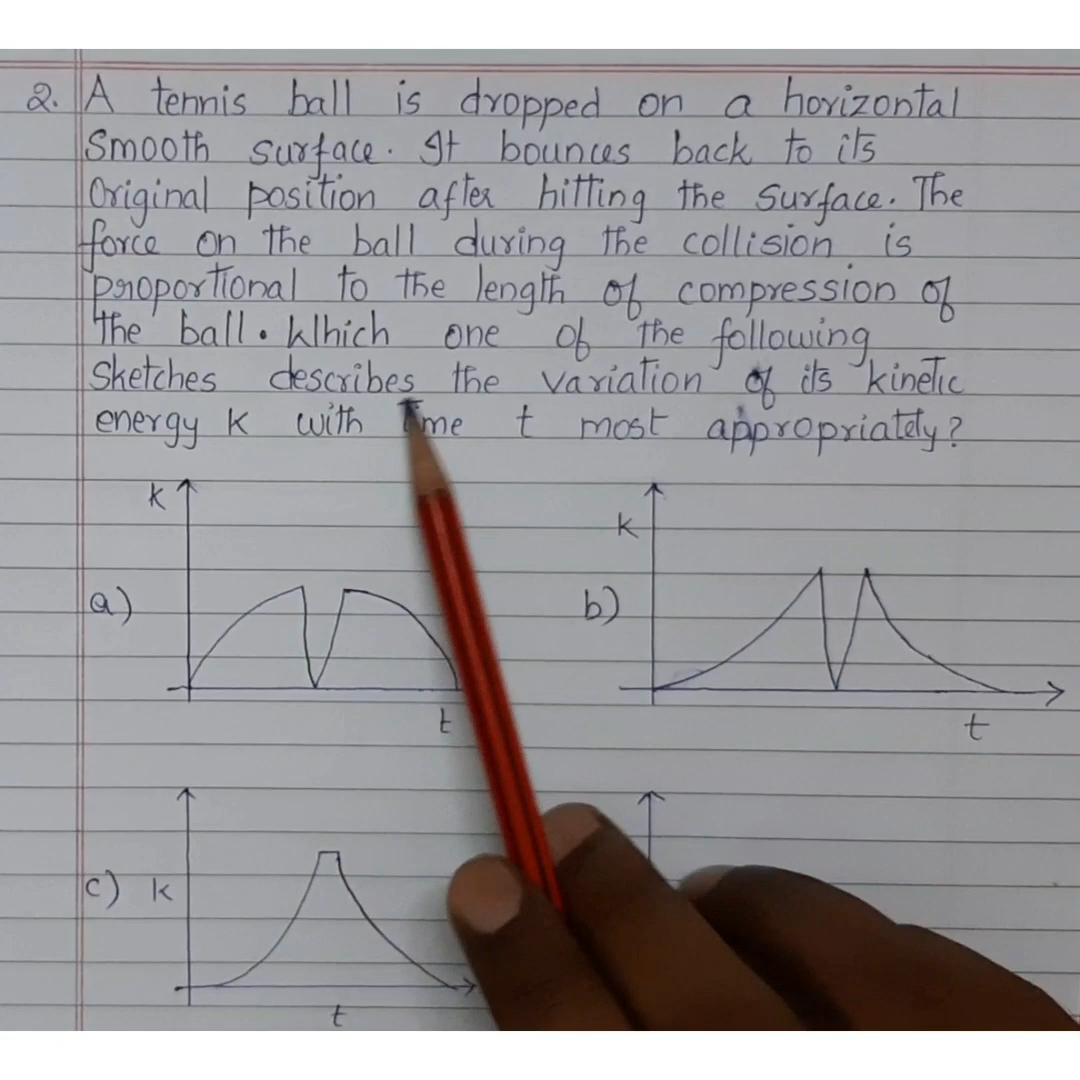 2. A tennis ball is dropped on a horizontal
Smooth surface. It bounces back to its
Original position after hitting the surface. The
force on the ball during the collision is
proportional to the length of compression of
the ball. Which one of the following
Sketches describes the variation of its kinetic
energy K with time t most appropriately?
K
K
a)
b)
t
t
c) K
t